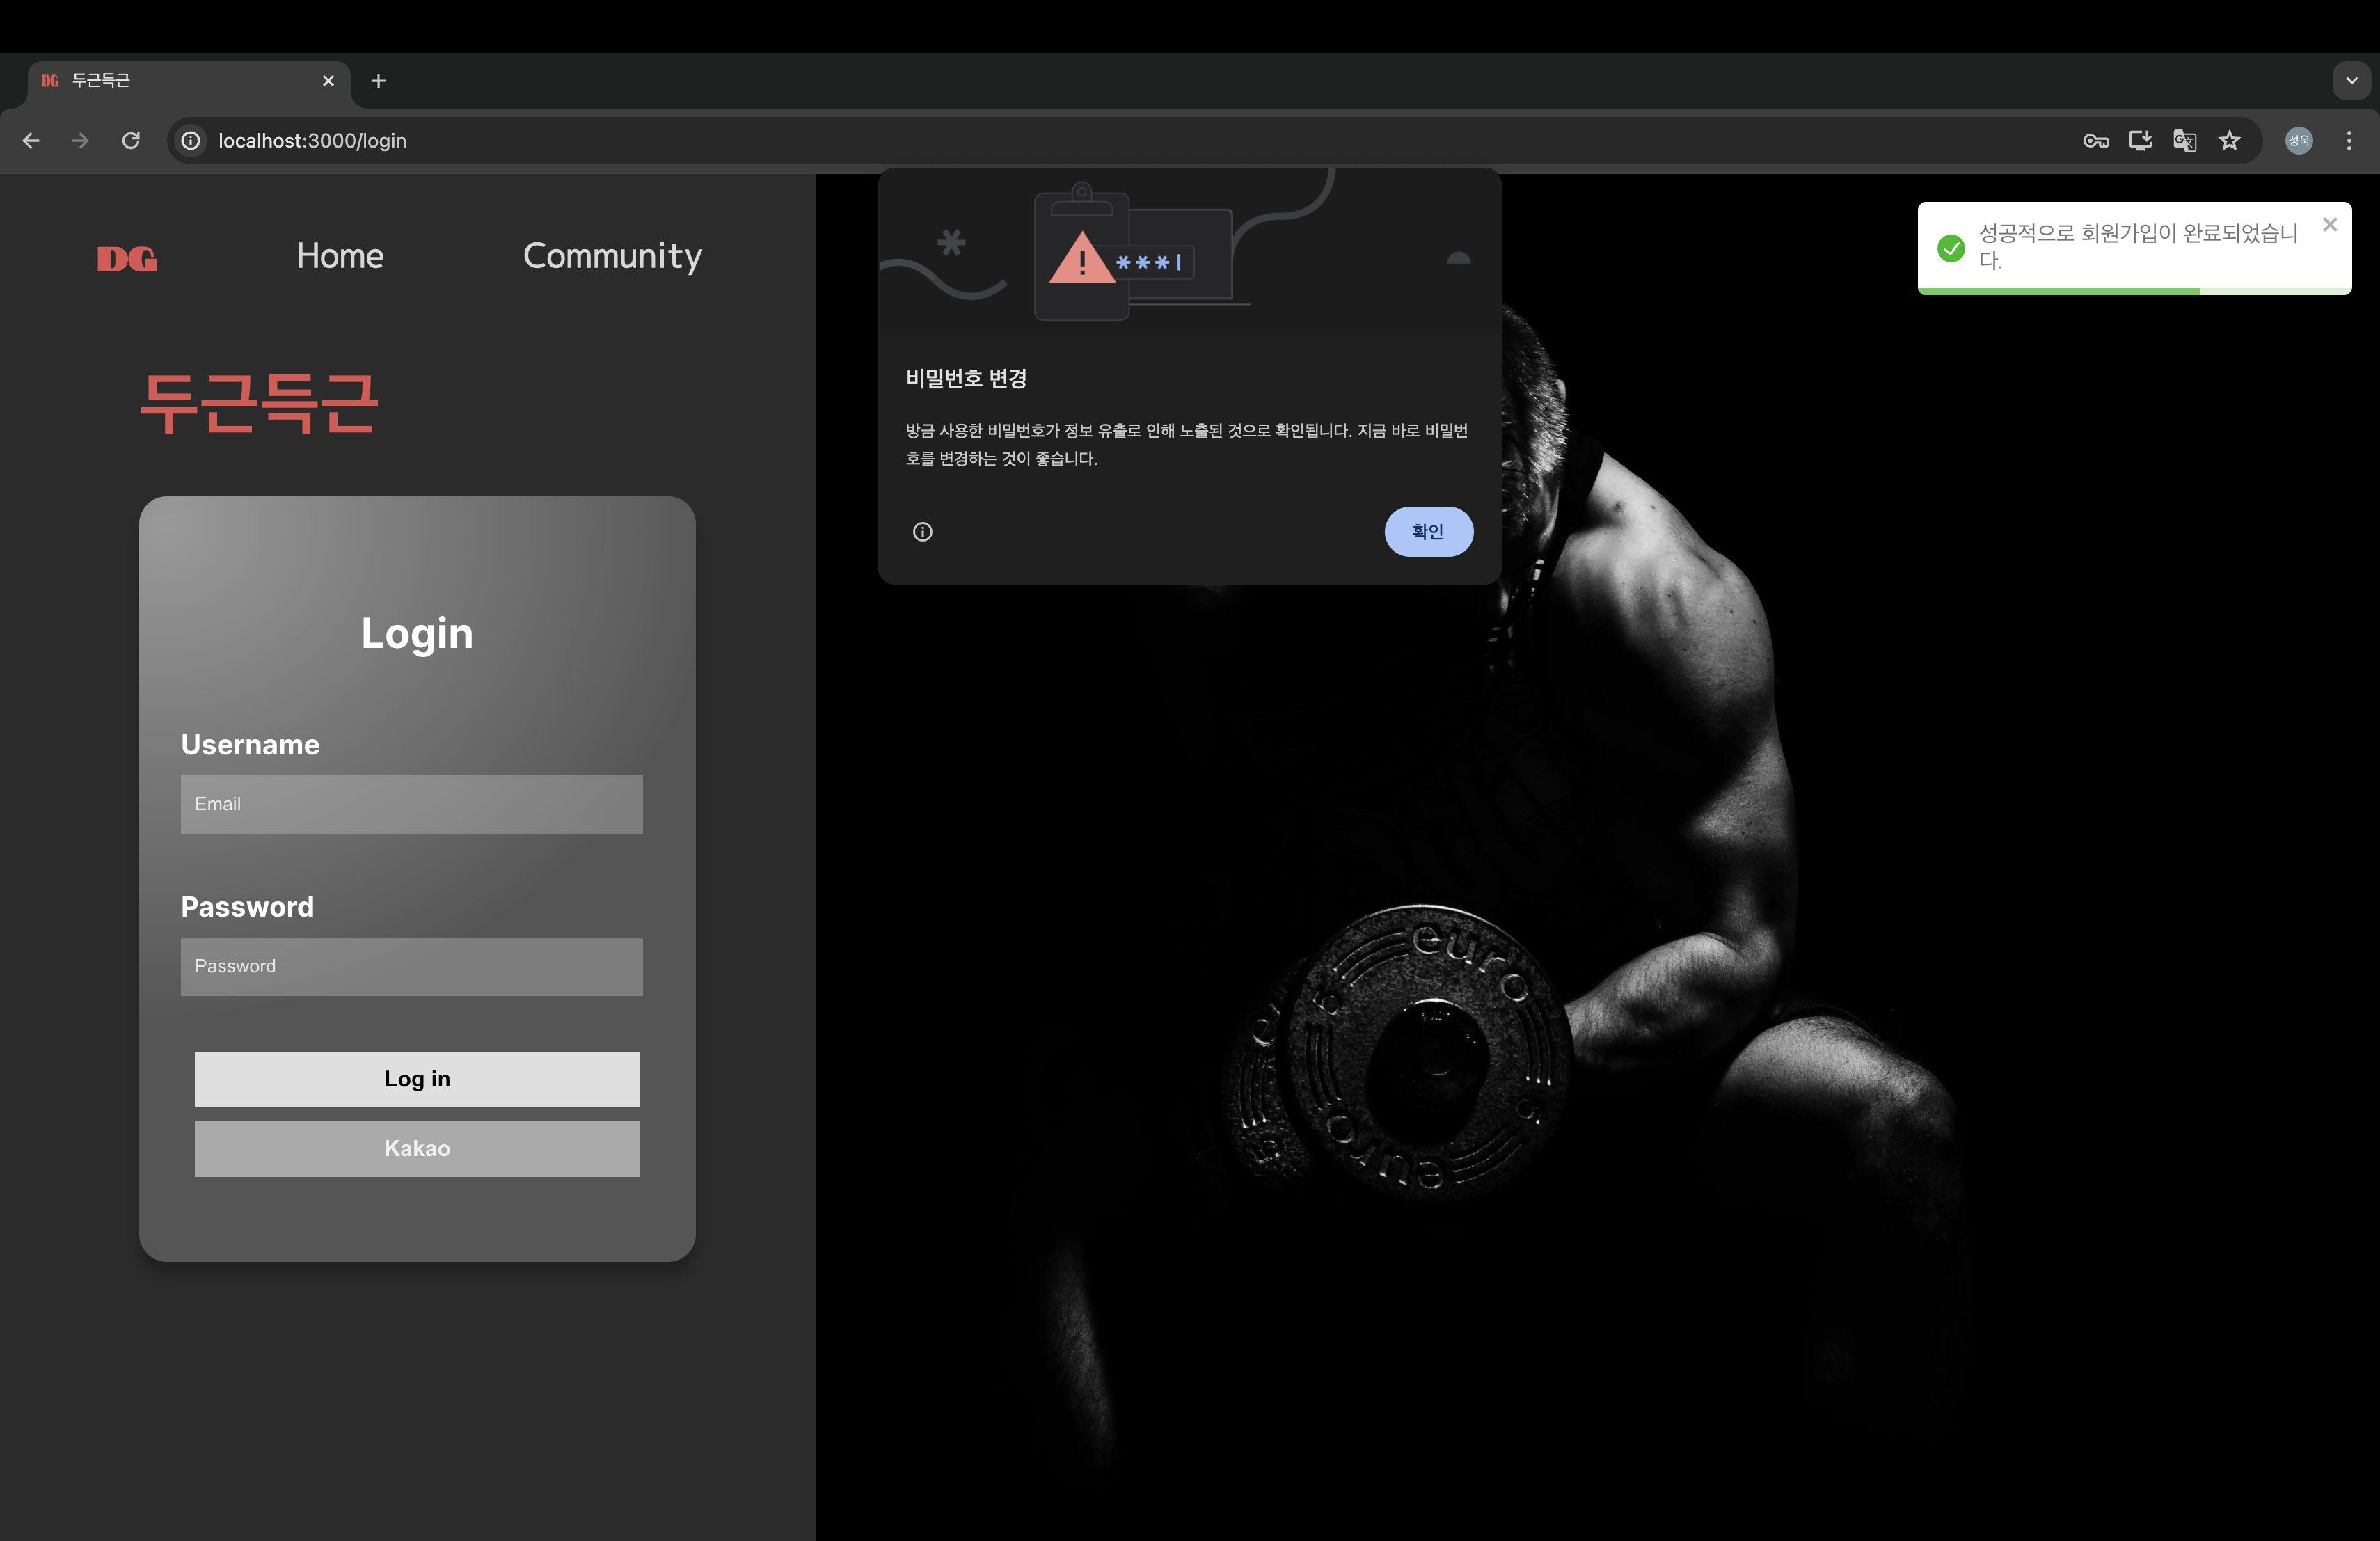 DG 두근득근
localhost:3000/login
성욱
DG
Home
Community
두근득근
Login
Username
Email
Password
Password
Log in
Kakao
***|
비밀번호 변경
방금 사용한 비밀번호가 정보 유출로 인해 노출된 것으로 확인됩니다. 지금 바로 비밀번
호를 변경하는 것이 좋습니다.
확인
성공적으로 회원가입이 완료되었습니
다.
euro
euro